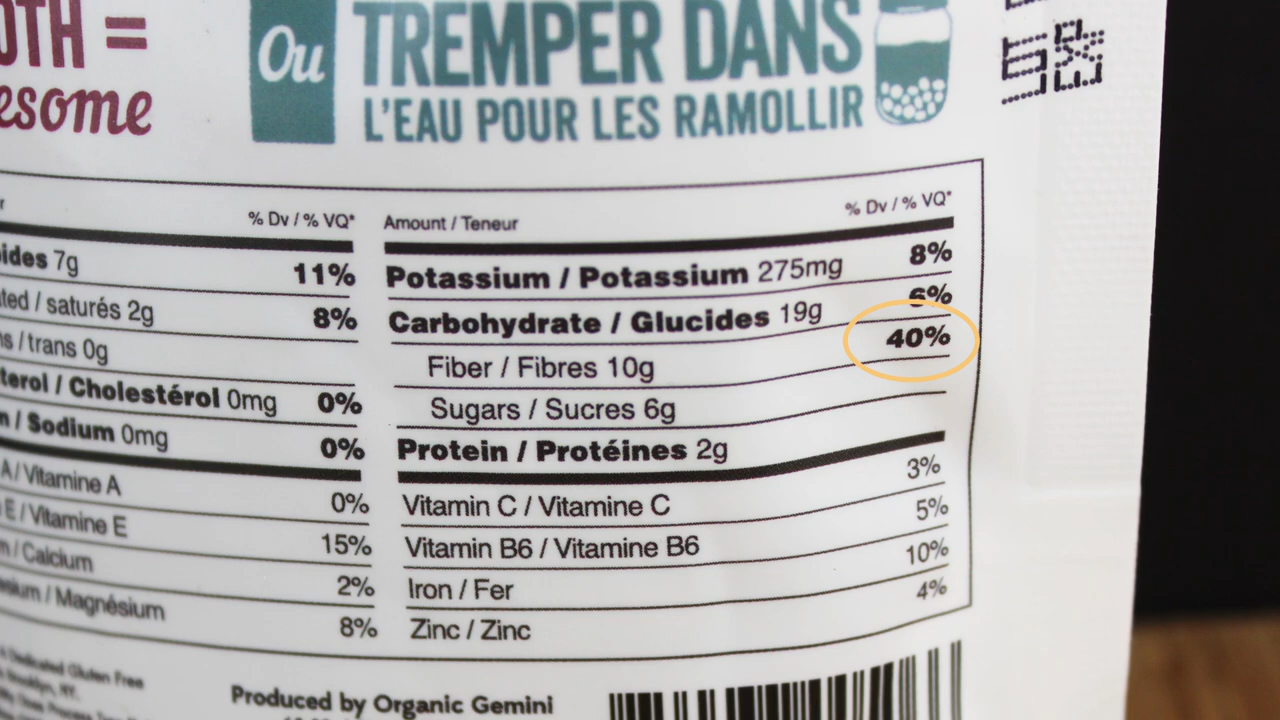 OTH =
esome
Ou
TREMPER DANS
L'EAU POUR LES RAMOLLIR
% Dv / % VQ*
ides 7g 11%
ted / saturés 2g 8%
s / trans 0g
terol / Cholestérol 0mg 0%
/ Sodium 0mg 0%
A / Vitamine A 0%
E / Vitamine E 15%
/ Calcium 2%
/ Magnésium 8%
Amount / Teneur % Dv / % VQ*
Potassium / Potassium 275mg 8%
Carbohydrate / Glucides 19g 6%
Fiber / Fibres 10g 40%
Sugars / Sucres 6g
Protein / Protéines 2g
Vitamin C / Vitamine C 3%
Vitamin B6 / Vitamine B6 5%
Iron / Fer 10%
Zinc / Zinc 4%
Dedicated Gluten Free
Brooklyn, NY.
Produced by Organic Gemini